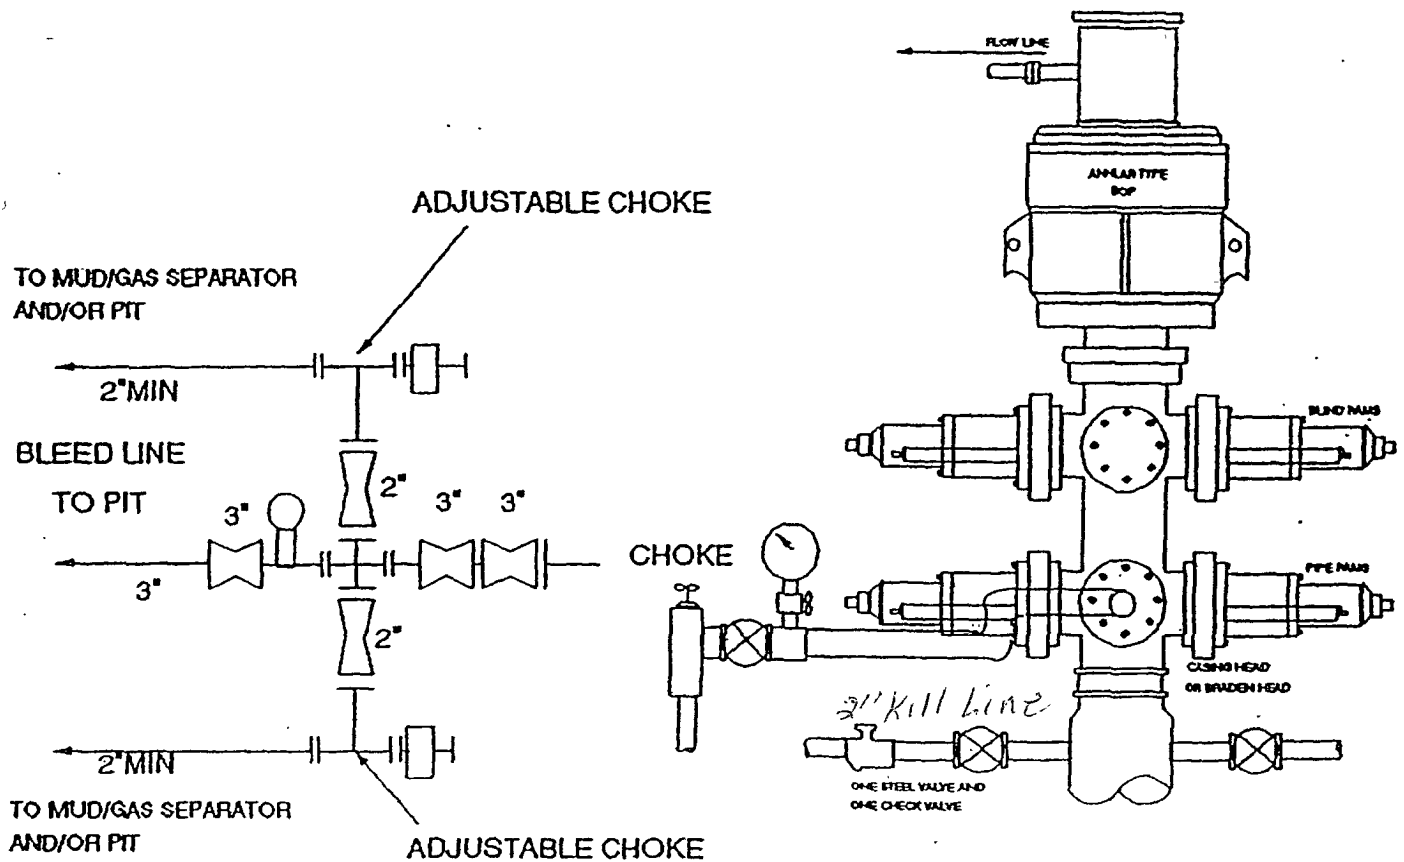 FLOW LINE
ANNULAR TYPE
BOP
ADJUSTABLE CHOKE
TO MUD/GAS SEPARATOR
AND/OR PIT
2" MIN
BLIND RAMS
BLEED LINE
TO PIT
2"
3"
3"
3"
3"
CHOKE
PIPE RAMS
2"
CASING HEAD
OR BRADEN HEAD
2" Kill Line
2" MIN
ONE STEEL VALVE AND
ONE CHECK VALVE
TO MUD/GAS SEPARATOR
AND/OR PIT
ADJUSTABLE CHOKE